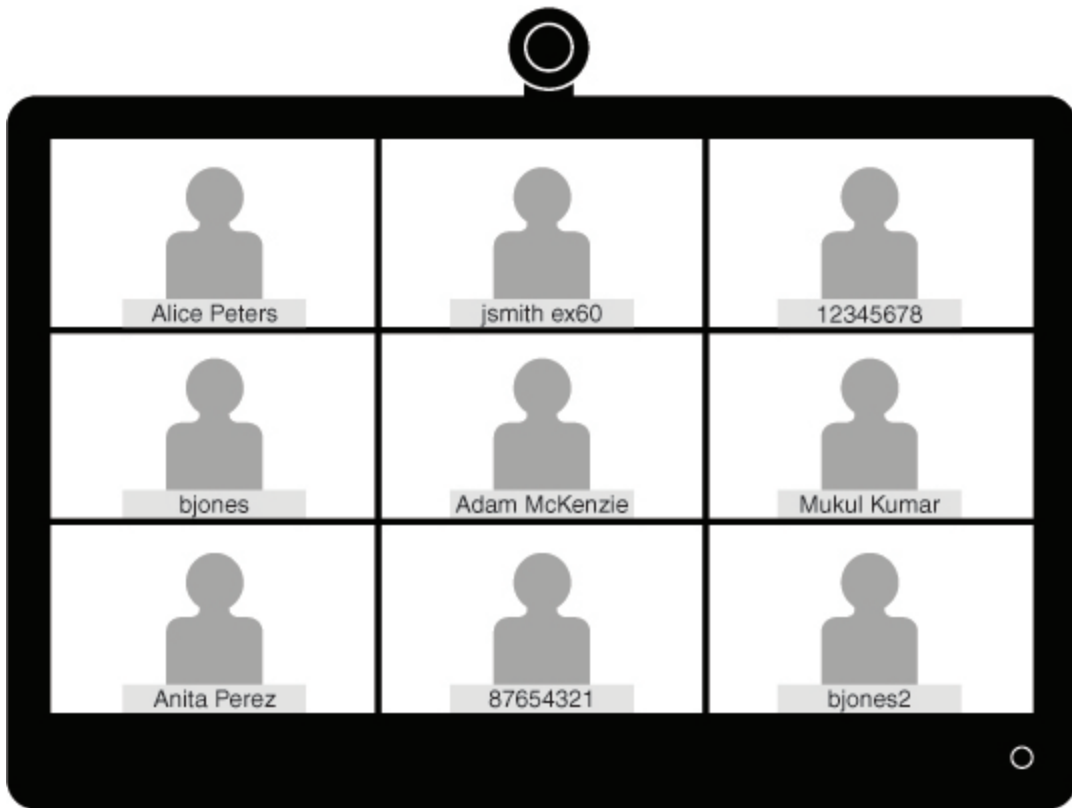 Alice Peters
jsmith ex60
12345678
bjones
Adam McKenzie
Mukul Kumar
Anita Perez
87654321
bjones2